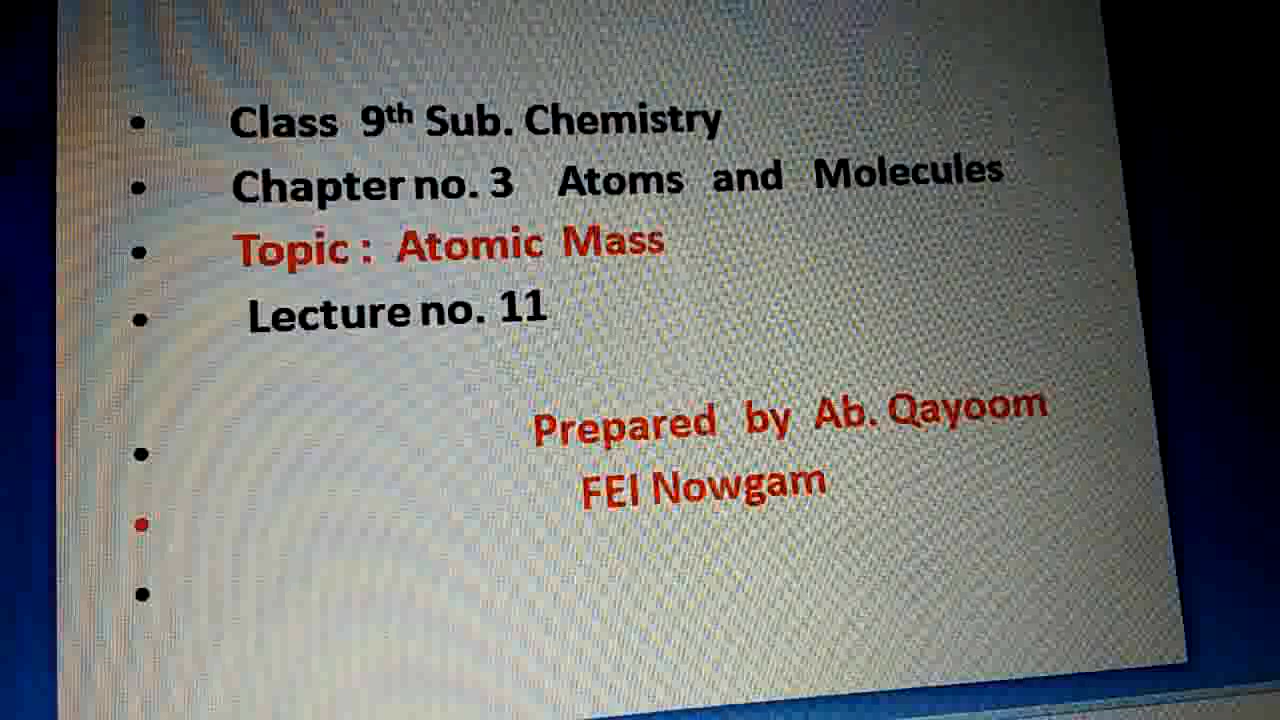 Class 9th Sub. Chemistry
Chapter no. 3 Atoms and Molecules
Topic : Atomic Mass
Lecture no. 11
Prepared by Ab. Qayoom
FEI Nowgam